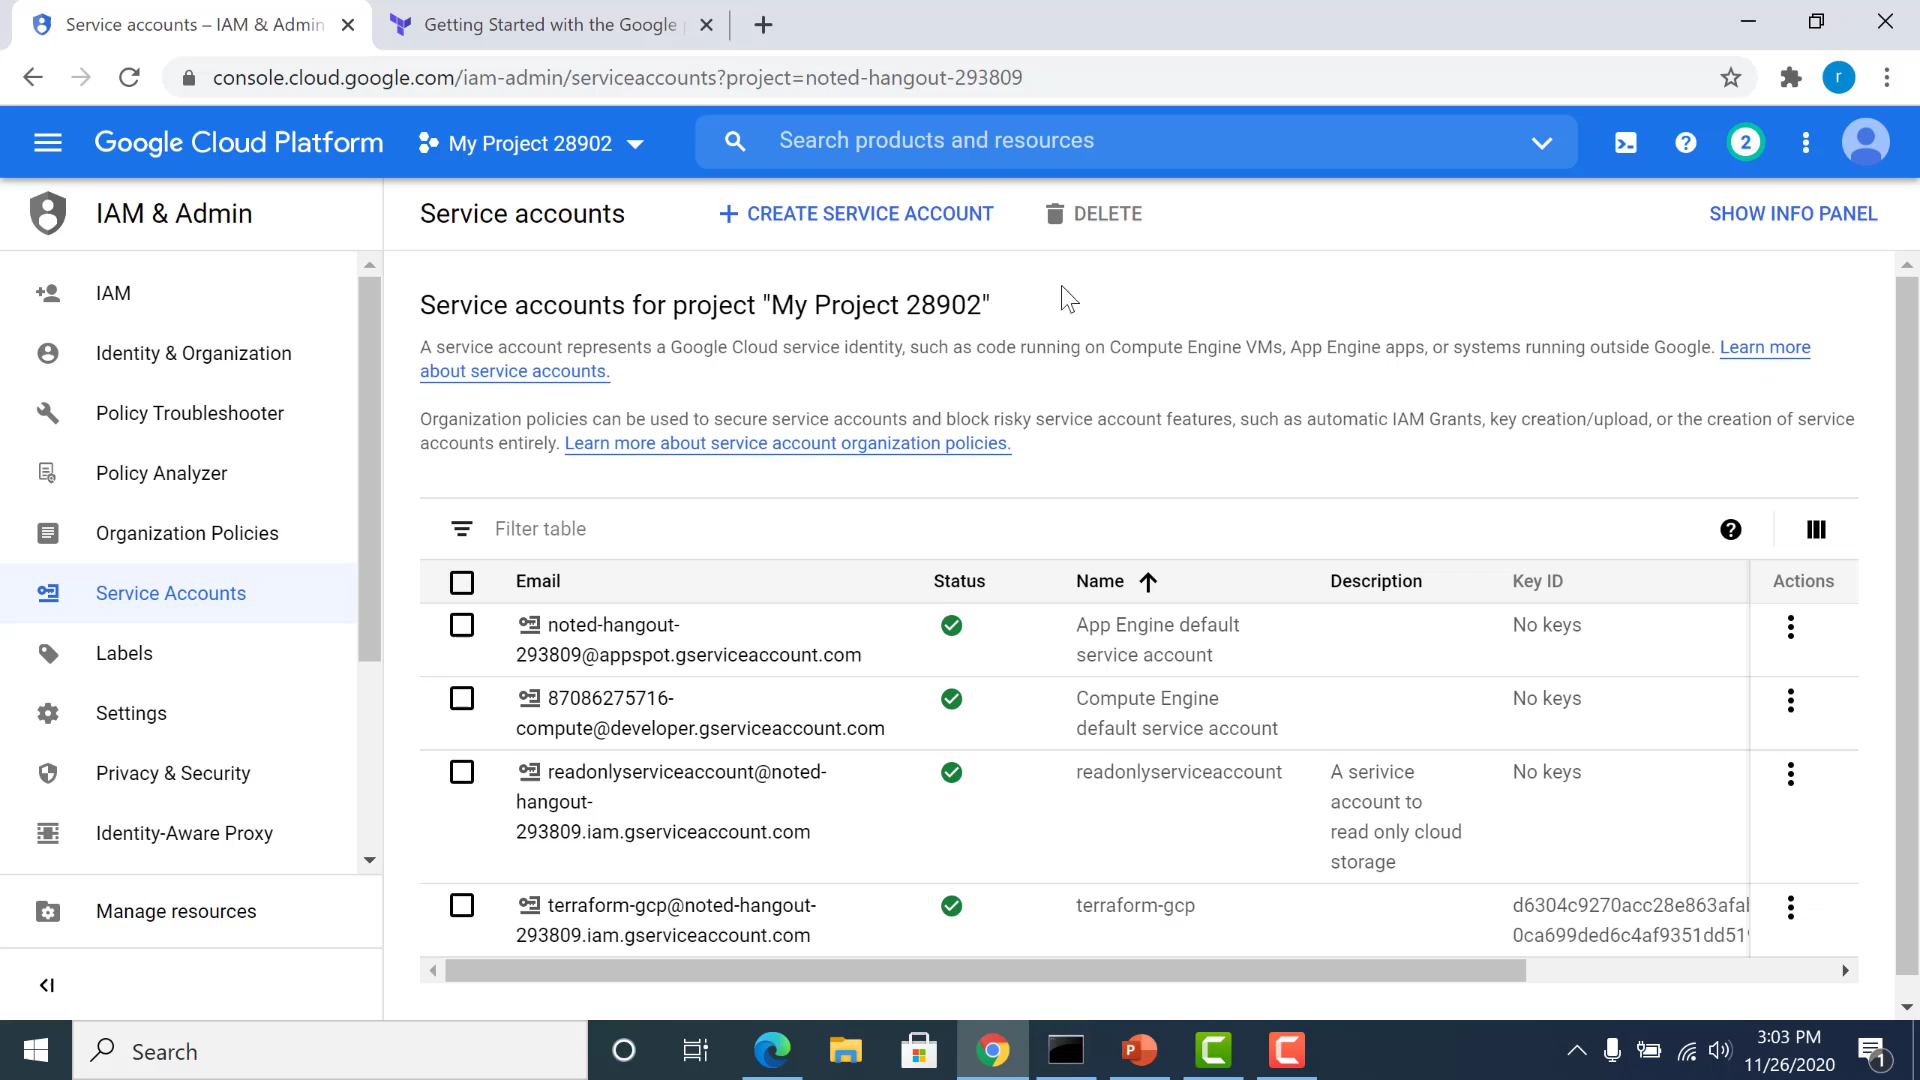 Service accounts – IAM & Admin
Getting Started with the Google
console.cloud.google.com/iam-admin/serviceaccounts?project=noted-hangout-293809
r
Google Cloud Platform
My Project 28902
Search products and resources
2
IAM & Admin
Service accounts
CREATE SERVICE ACCOUNT
DELETE
SHOW INFO PANEL
IAM
Identity & Organization
Policy Troubleshooter
Policy Analyzer
Organization Policies
Service Accounts
Labels
Settings
Privacy & Security
Identity-Aware Proxy
Manage resources
Service accounts for project "My Project 28902"
A service account represents a Google Cloud service identity, such as code running on Compute Engine VMs, App Engine apps, or systems running outside Google. Learn more
about service accounts.
Organization policies can be used to secure service accounts and block risky service account features, such as automatic IAM Grants, key creation/upload, or the creation of service
accounts entirely. Learn more about service account organization policies.
Filter table
Email Status Name Description Key ID Actions
noted-hangout- App Engine default No keys
293809@appspot.gserviceaccount.com service account
87086275716- Compute Engine No keys
compute@developer.gserviceaccount.com default service account
readonlyserviceaccount@noted- readonlyserviceaccount A serivice No keys
hangout- account to
293809.iam.gserviceaccount.com read only cloud
storage
terraform-gcp@noted-hangout- terraform-gcp d6304c9270acc28e863afa
293809.iam.gserviceaccount.com 0ca699ded6c4af9351dd51
Search
3:03 PM
11/26/2020
1